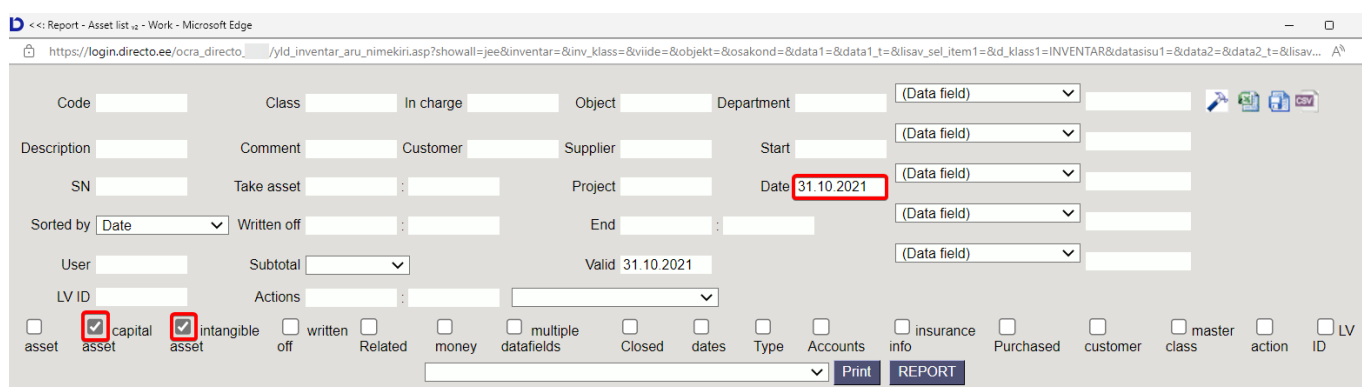 <<: Report - Asset list v2 - Work - Microsoft Edge
https://login.directo.ee/ocra_directo_ /yld_inventar_aru_nimekiri.asp?showall=jee&inventar=&inv_klass=&viide=&objekt=&osakond=&data1=&data1_t=&lisav_sel_item1=&d_klass1=INVENTAR&datasisu1=&data2=&data2_t=&lisav...
Code Class In charge Object Department (Data field)
CSV
Description Comment Customer Supplier Start (Data field)
SN Take asset : Project Date 31.10.2021 (Data field)
Sorted by Date Written off : End : (Data field)
User Subtotal Valid 31.10.2021 (Data field)
LV ID Actions :
asset capital asset intangible asset written off Related money multiple datafields Closed dates Type Accounts insurance info Purchased customer master class action LV ID
Print REPORT